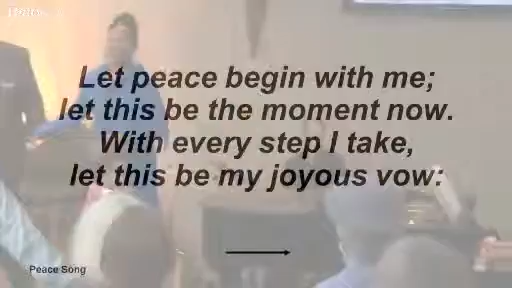 Let peace begin with me;
let this be the moment now.
With every step I take,
let this be my joyous vow:
Peace Song